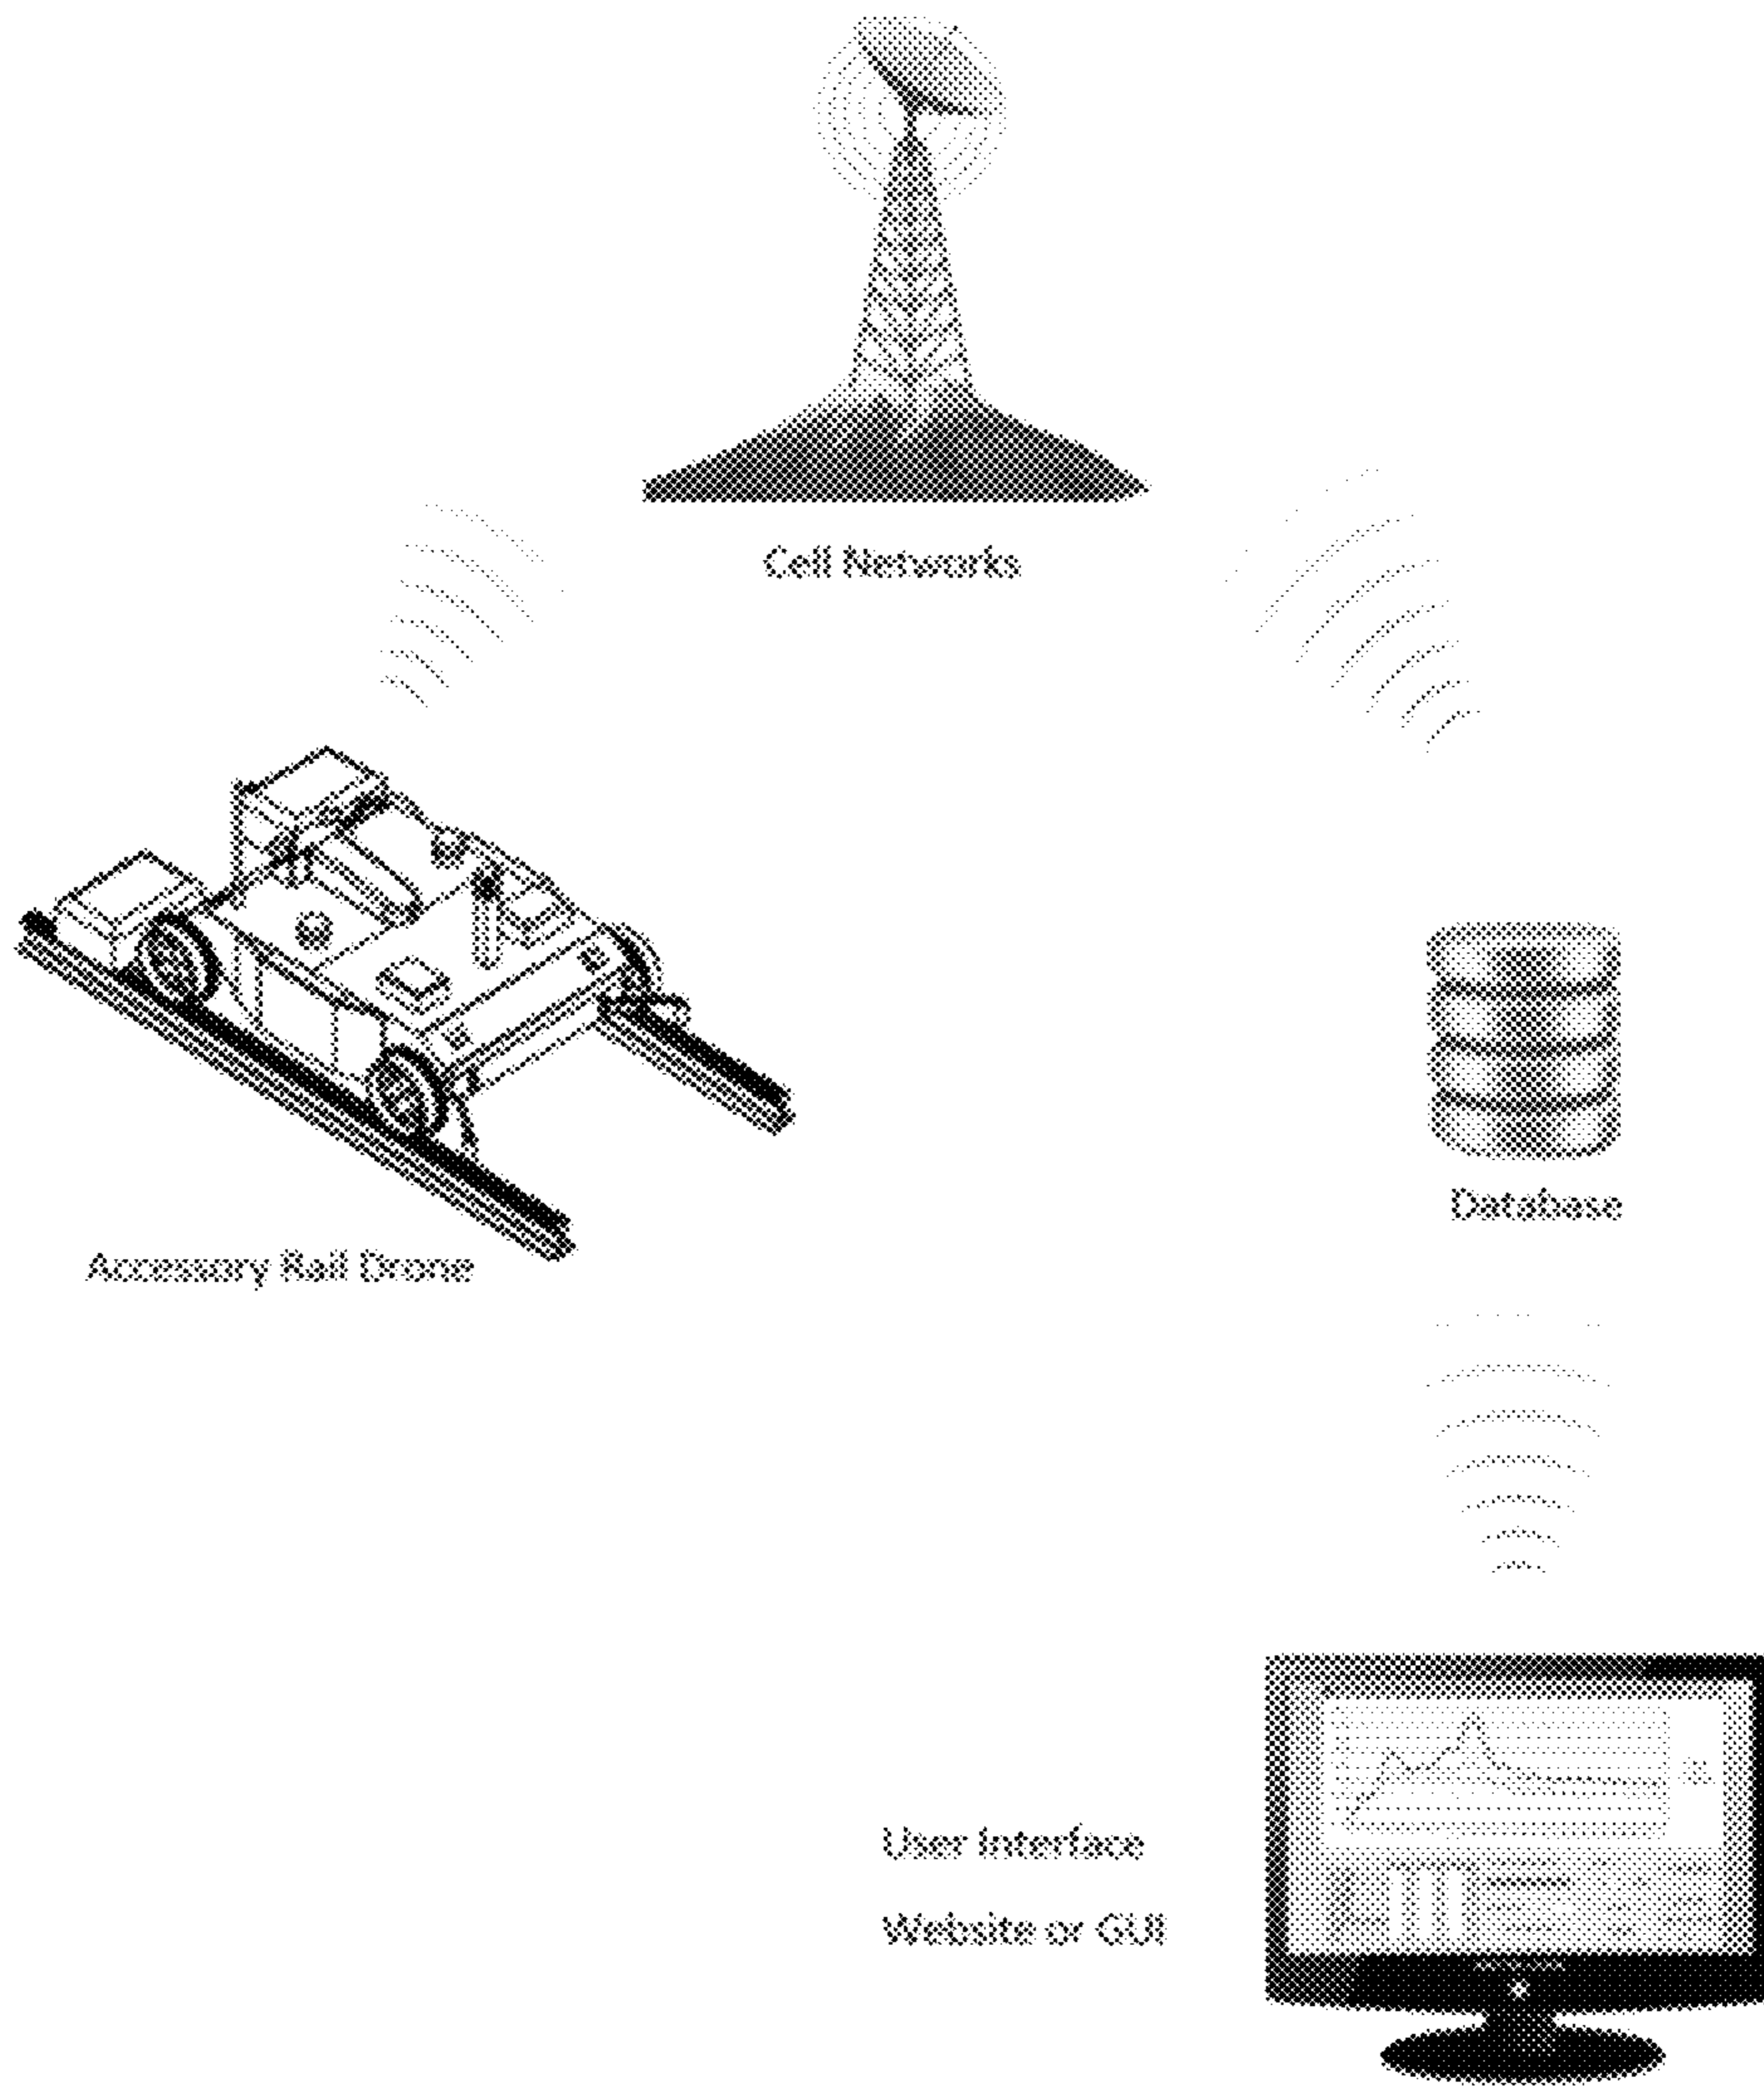 Cell Networks
Database
Accessory Rail Drone
User Interface
Website or GUI